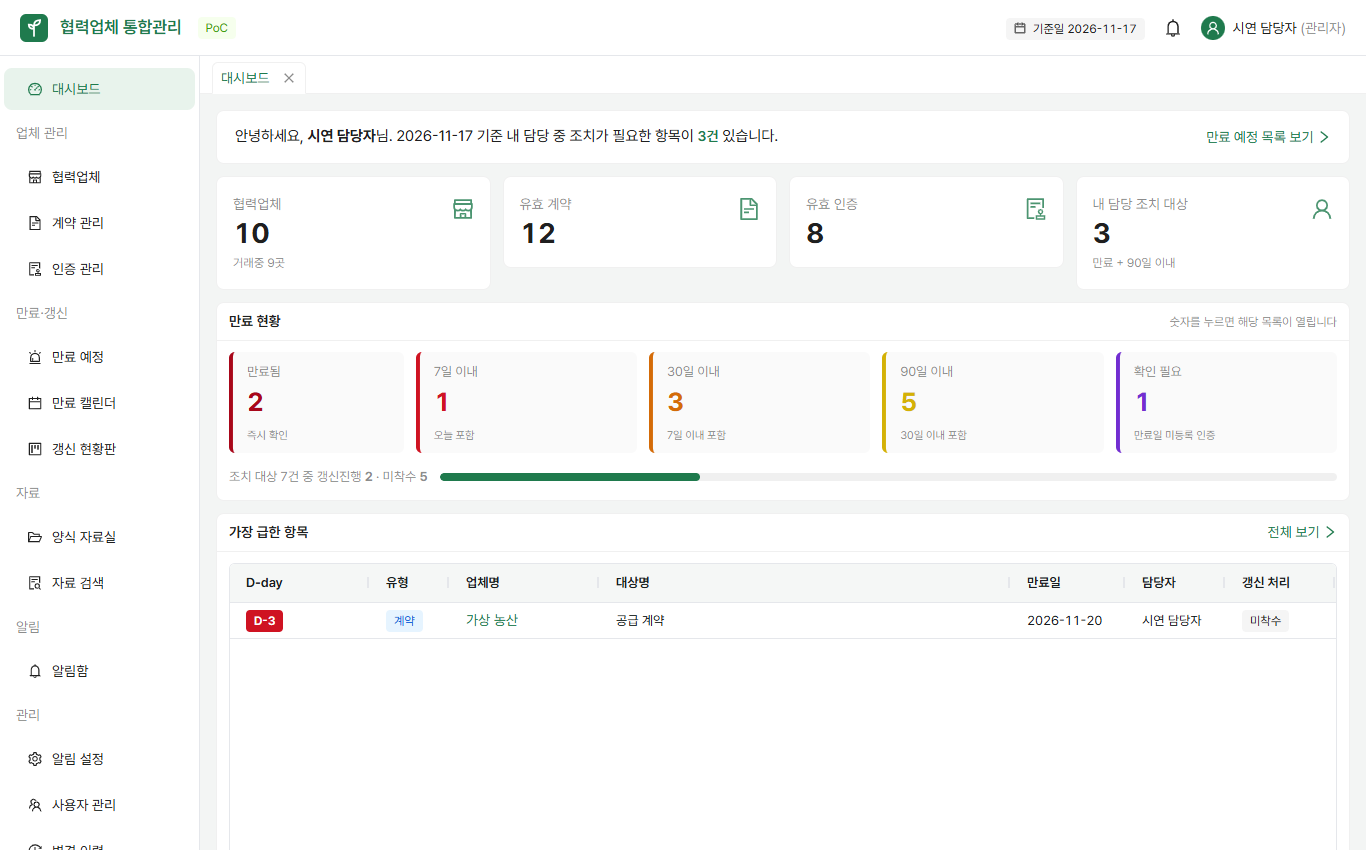 협력업체 통합관리 PoC
기준일 2026-11-17
시연 담당자 (관리자)
대시보드
업체 관리
협력업체
계약 관리
인증 관리
만료·갱신
만료 예정
만료 캘린더
갱신 현황판
자료
양식 자료실
자료 검색
알림
알림함
관리
알림 설정
사용자 관리
변경 이력
대시보드
안녕하세요, 시연 담당자님. 2026-11-17 기준 내 담당 중 조치가 필요한 항목이 3건 있습니다.
만료 예정 목록 보기
협력업체
10
거래중 9곳
유효 계약
12
유효 인증
8
내 담당 조치 대상
3
만료 + 90일 이내
만료 현황
숫자를 누르면 해당 목록이 열립니다
만료됨
2
즉시 확인
7일 이내
1
오늘 포함
30일 이내
3
7일 이내 포함
90일 이내
5
30일 이내 포함
확인 필요
1
만료일 미등록 인증
조치 대상 7건 중 갱신진행 2 · 미착수 5
가장 급한 항목
전체 보기
D-day 유형 업체명 대상명 만료일 담당자 갱신 처리
D-3 계약 가상 농산 공급 계약 2026-11-20 시연 담당자 미착수